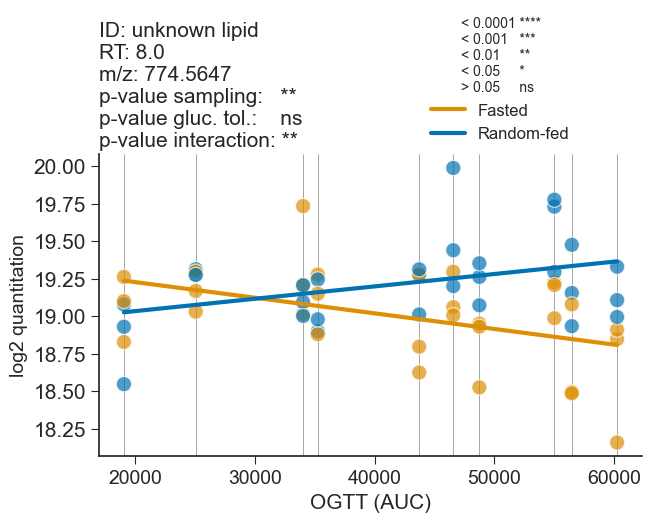 ID: unknown lipid
RT: 8.0
m/z: 774.5647
p-value sampling: **
p-value gluc. tol.: ns
p-value interaction: **
< 0.0001 ****
< 0.001 ***
< 0.01 **
< 0.05 *
> 0.05 ns
Fasted
Random-fed
log2 quantitation
20.00
19.75
19.50
19.25
19.00
18.75
18.50
18.25
20000 30000 40000 50000 60000
OGTT (AUC)